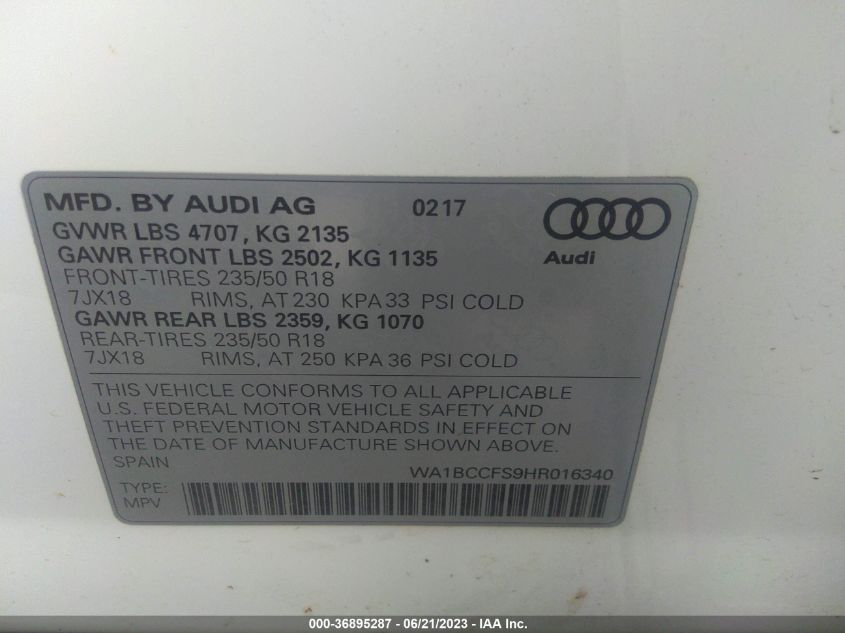 MFD. BY AUDI AG 0217
Audi
GVWR LBS 4707, KG 2135
GAWR FRONT LBS 2502, KG 1135
FRONT-TIRES 235/50 R18
7JX18 RIMS, AT 230 KPA 33 PSI COLD
GAWR REAR LBS 2359, KG 1070
REAR-TIRES 235/50 R18
7JX18 RIMS, AT 250 KPA 36 PSI COLD
THIS VEHICLE CONFORMS TO ALL APPLICABLE
U.S. FEDERAL MOTOR VEHICLE SAFETY AND
THEFT PREVENTION STANDARDS IN EFFECT ON
THE DATE OF MANUFACTURE SHOWN ABOVE.
SPAIN
WA1BCCFS9HR016340
TYPE:
MPV
000-36895287 - 06/21/2023 - IAA Inc.